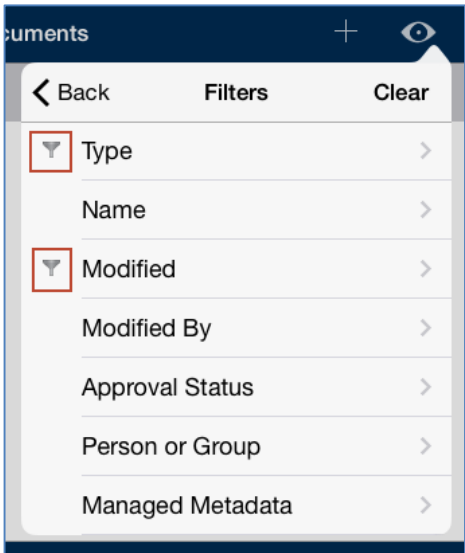 cuments
Back Filters Clear
Type
Name
Modified
Modified By
Approval Status
Person or Group
Managed Metadata